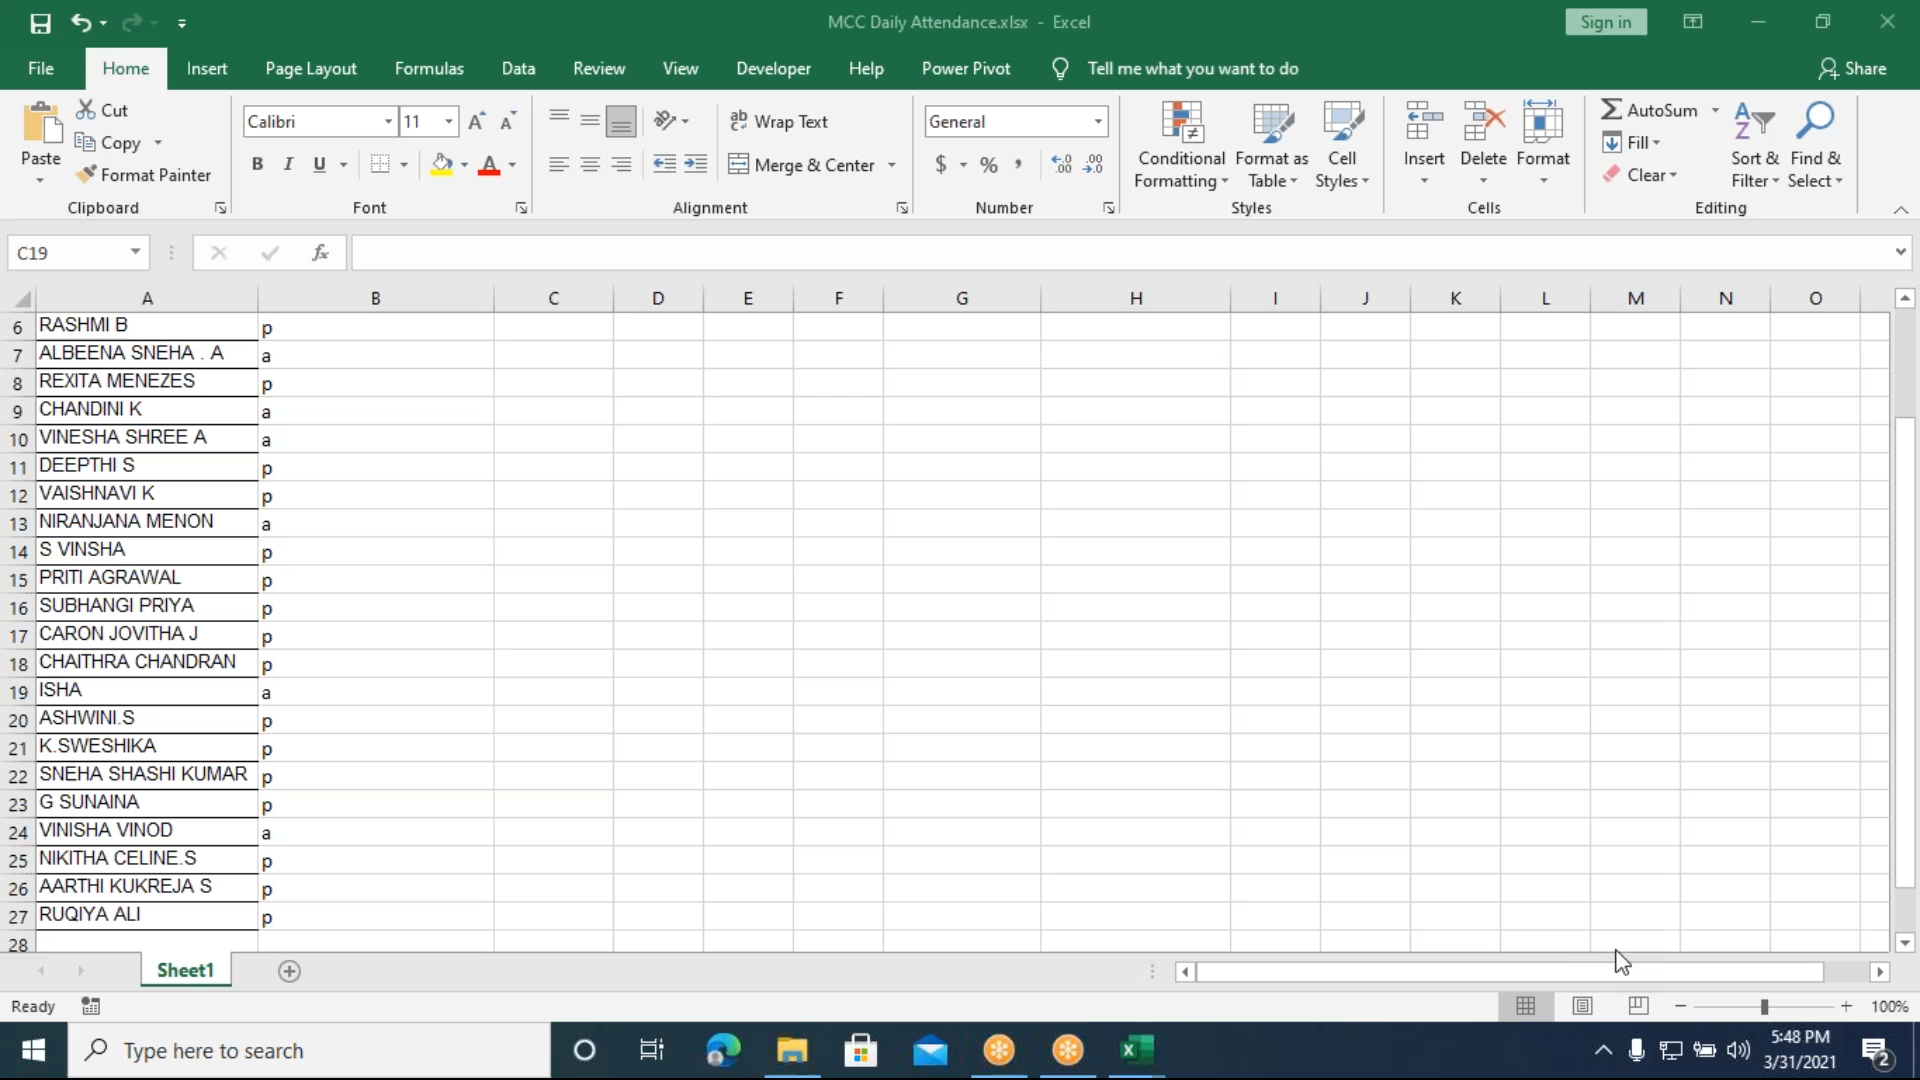 MCC Daily Attendance.xlsx - Excel
Sign in
File Home Insert Page Layout Formulas Data Review View Developer Help Power Pivot Tell me what you want to do Share
Paste
Cut
Copy
Format Painter
Clipboard
Calibri 11
B I U A
Font
ab Wrap Text
Merge & Center
Alignment
General
$ % ,
Number
Conditional Formatting
Format as Table
Cell Styles
Styles
Insert Delete Format
Cells
AutoSum
Fill
Clear
Sort & Filter
Find & Select
Editing
C19 fx
A B C D E F G H I J K L M N O
6 RASHMI B p
7 ALBEENA SNEHA . A a
8 REXITA MENEZES p
9 CHANDINI K a
10 VINESHA SHREE A a
11 DEEPTHI S p
12 VAISHNAVI K p
13 NIRANJANA MENON a
14 S VINSHA p
15 PRITI AGRAWAL p
16 SUBHANGI PRIYA p
17 CARON JOVITHA J p
18 CHAITHRA CHANDRAN p
19 ISHA a
20 ASHWINI.S p
21 K.SWESHIKA p
22 SNEHA SHASHI KUMAR p
23 G SUNAINA p
24 VINISHA VINOD a
25 NIKITHA CELINE.S p
26 AARTHI KUKREJA S p
27 RUQIYA ALI p
28
Sheet1
Ready 100%
Type here to search
5:48 PM
3/31/2021
2